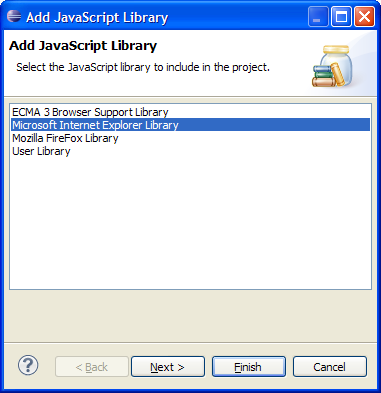 Add JavaScript Library
Add JavaScript Library
Select the JavaScript library to include in the project.
ECMA 3 Browser Support Library
Microsoft Internet Explorer Library
Mozilla FireFox Library
User Library
? < Back Next > Finish Cancel